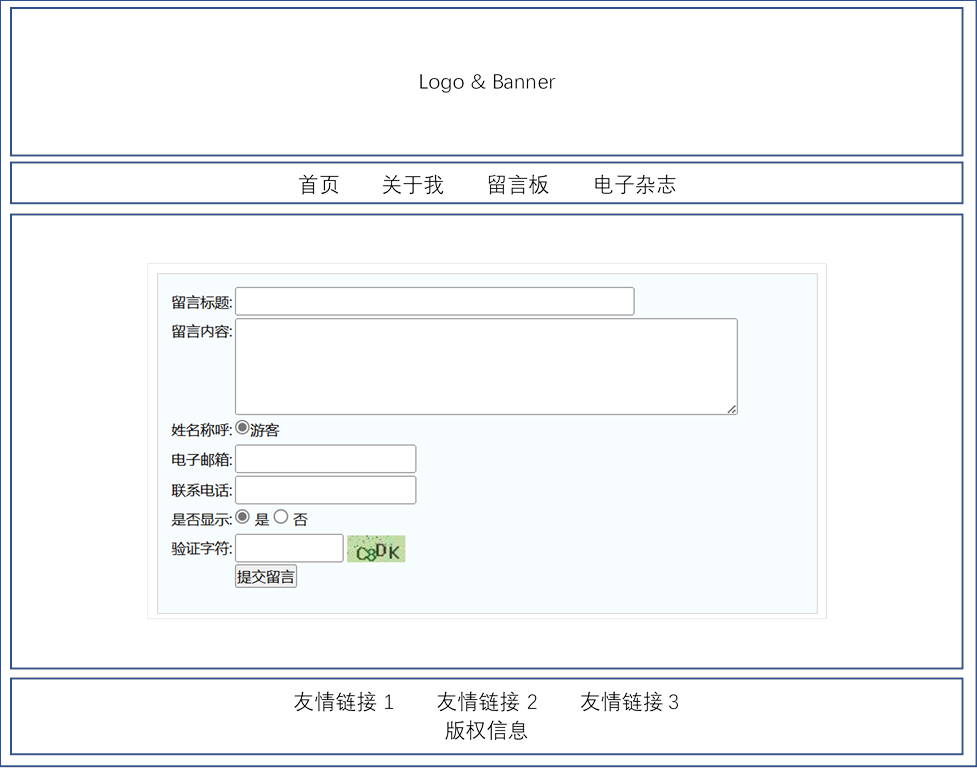 Logo & Banner
首页 关于我 留言板 电子杂志
留言标题:
留言内容:
姓名称呼: 游客
电子邮箱:
联系电话:
是否显示: 是 否
验证字符: C8DK
提交留言
友情链接 1 友情链接 2 友情链接 3
版权信息